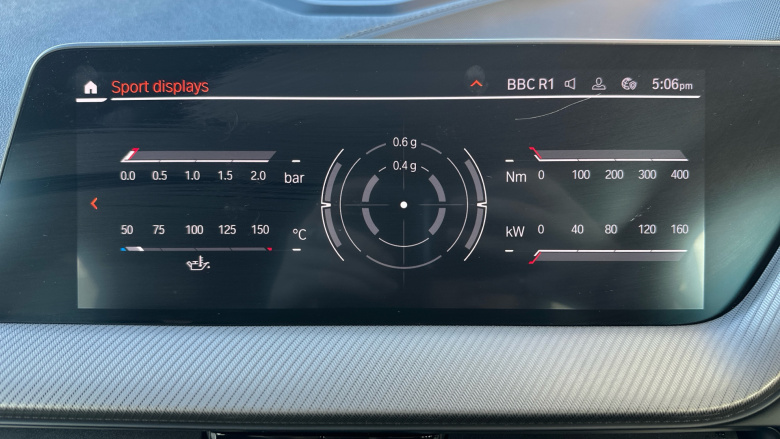 Sport displays BBC R1 5:06pm
0.6 g
0.4 g
0.0 0.5 1.0 1.5 2.0 bar
Nm 0 100 200 300 400
50 75 100 125 150 °C
kW 0 40 80 120 160